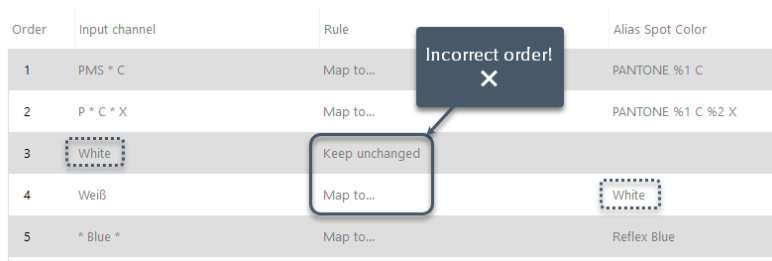 Order Input channel Rule Alias Spot Color
Incorrect order!
1 PMS * C Map to... PANTONE %1 C
2 P * C * X Map to... PANTONE %1 C %2 X
3 White Keep unchanged
4 Weiß Map to... White
5 * Blue * Map to... Reflex Blue